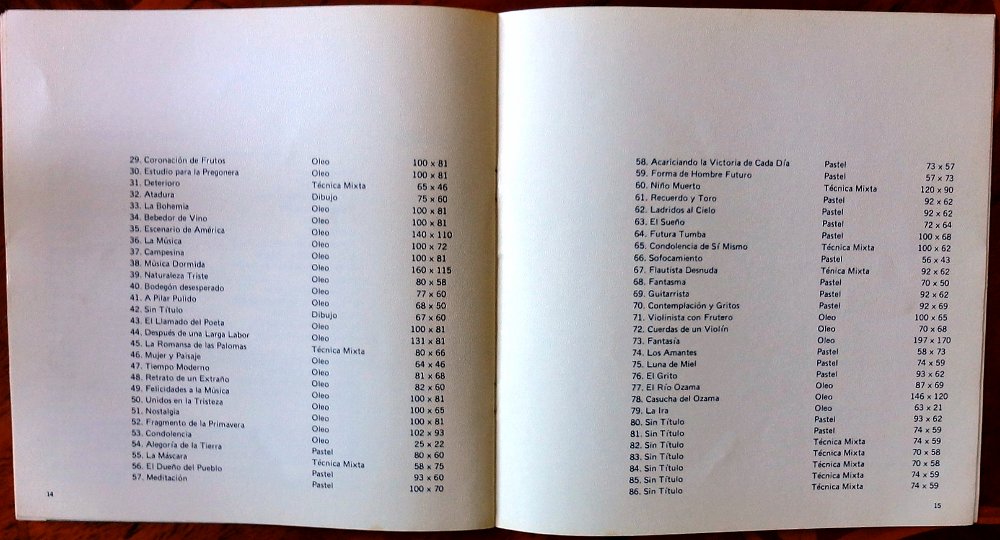 29. Coronación de Frutos Oleo 100 x 81
30. Estudio para la Pregonera Oleo 100 x 81
31. Deterioro Técnica Mixta 65 x 46
32. Atadura Dibujo 75 x 60
33. La Bohemia Oleo 100 x 81
34. Bebedor de Vino Oleo 100 x 81
35. Escenario de América Oleo 140 x 110
36. La Música Oleo 100 x 72
37. Campesina Oleo 100 x 81
38. Música Dormida Oleo 160 x 115
39. Naturaleza Triste Oleo 80 x 58
40. Bodegón desesperado Oleo 77 x 60
41. A Pilar Pulido Oleo 68 x 50
42. Sin Título Dibujo 67 x 60
43. El Llamado del Poeta Oleo 100 x 81
44. Después de una Larga Labor Oleo 131 x 81
45. La Romansa de las Palomas Técnica Mixta 80 x 66
46. Mujer y Paisaje Oleo 64 x 46
47. Tiempo Moderno Oleo 81 x 68
48. Retrato de un Extraño Oleo 82 x 60
49. Felicidades a la Música Oleo 100 x 81
50. Unidos en la Tristeza Oleo 100 x 65
51. Nostalgia Oleo 100 x 81
52. Fragmento de la Primavera Oleo 102 x 93
53. Condolencia Oleo 25 x 22
54. Alegoría de la Tierra Pastel 80 x 60
55. La Máscara Técnica Mixta 58 x 75
56. El Dueño del Pueblo Pastel 93 x 60
57. Meditación Pastel 100 x 70
14
58. Acariciando la Victoria de Cada Día Pastel 73 x 57
59. Forma de Hombre Futuro Pastel 57 x 73
60. Niño Muerto Técnica Mixta 120 x 90
61. Recuerdo y Toro Pastel 92 x 62
62. Ladridos al Cielo Pastel 92 x 62
63. El Sueño Pastel 72 x 64
64. Futura Tumba Pastel 100 x 68
65. Condolencia de Sí Mismo Técnica Mixta 100 x 62
66. Sofocamiento Pastel 56 x 43
67. Flautista Desnuda Ténica Mixta 92 x 62
68. Fantasma Pastel 70 x 50
69. Guitarrista Pastel 92 x 62
70. Contemplación y Gritos Pastel 92 x 69
71. Violinista con Frutero Oleo 100 x 65
72. Cuerdas de un Violín Oleo 70 x 68
73. Fantasía Oleo 197 x 170
74. Los Amantes Pastel 58 x 73
75. Luna de Miel Pastel 74 x 59
76. El Grito Pastel 93 x 62
77. El Río Ozama Oleo 87 x 69
78. Casucha del Ozama Oleo 146 x 120
79. La Ira Oleo 63 x 21
80. Sin Título Pastel 93 x 62
81. Sin Título Pastel 74 x 59
82. Sin Título Técnica Mixta 74 x 59
83. Sin Título Técnica Mixta 70 x 58
84. Sin Título Técnica Mixta 70 x 58
85. Sin Título Técnica Mixta 74 x 59
86. Sin Título Técnica Mixta 74 x 59
15